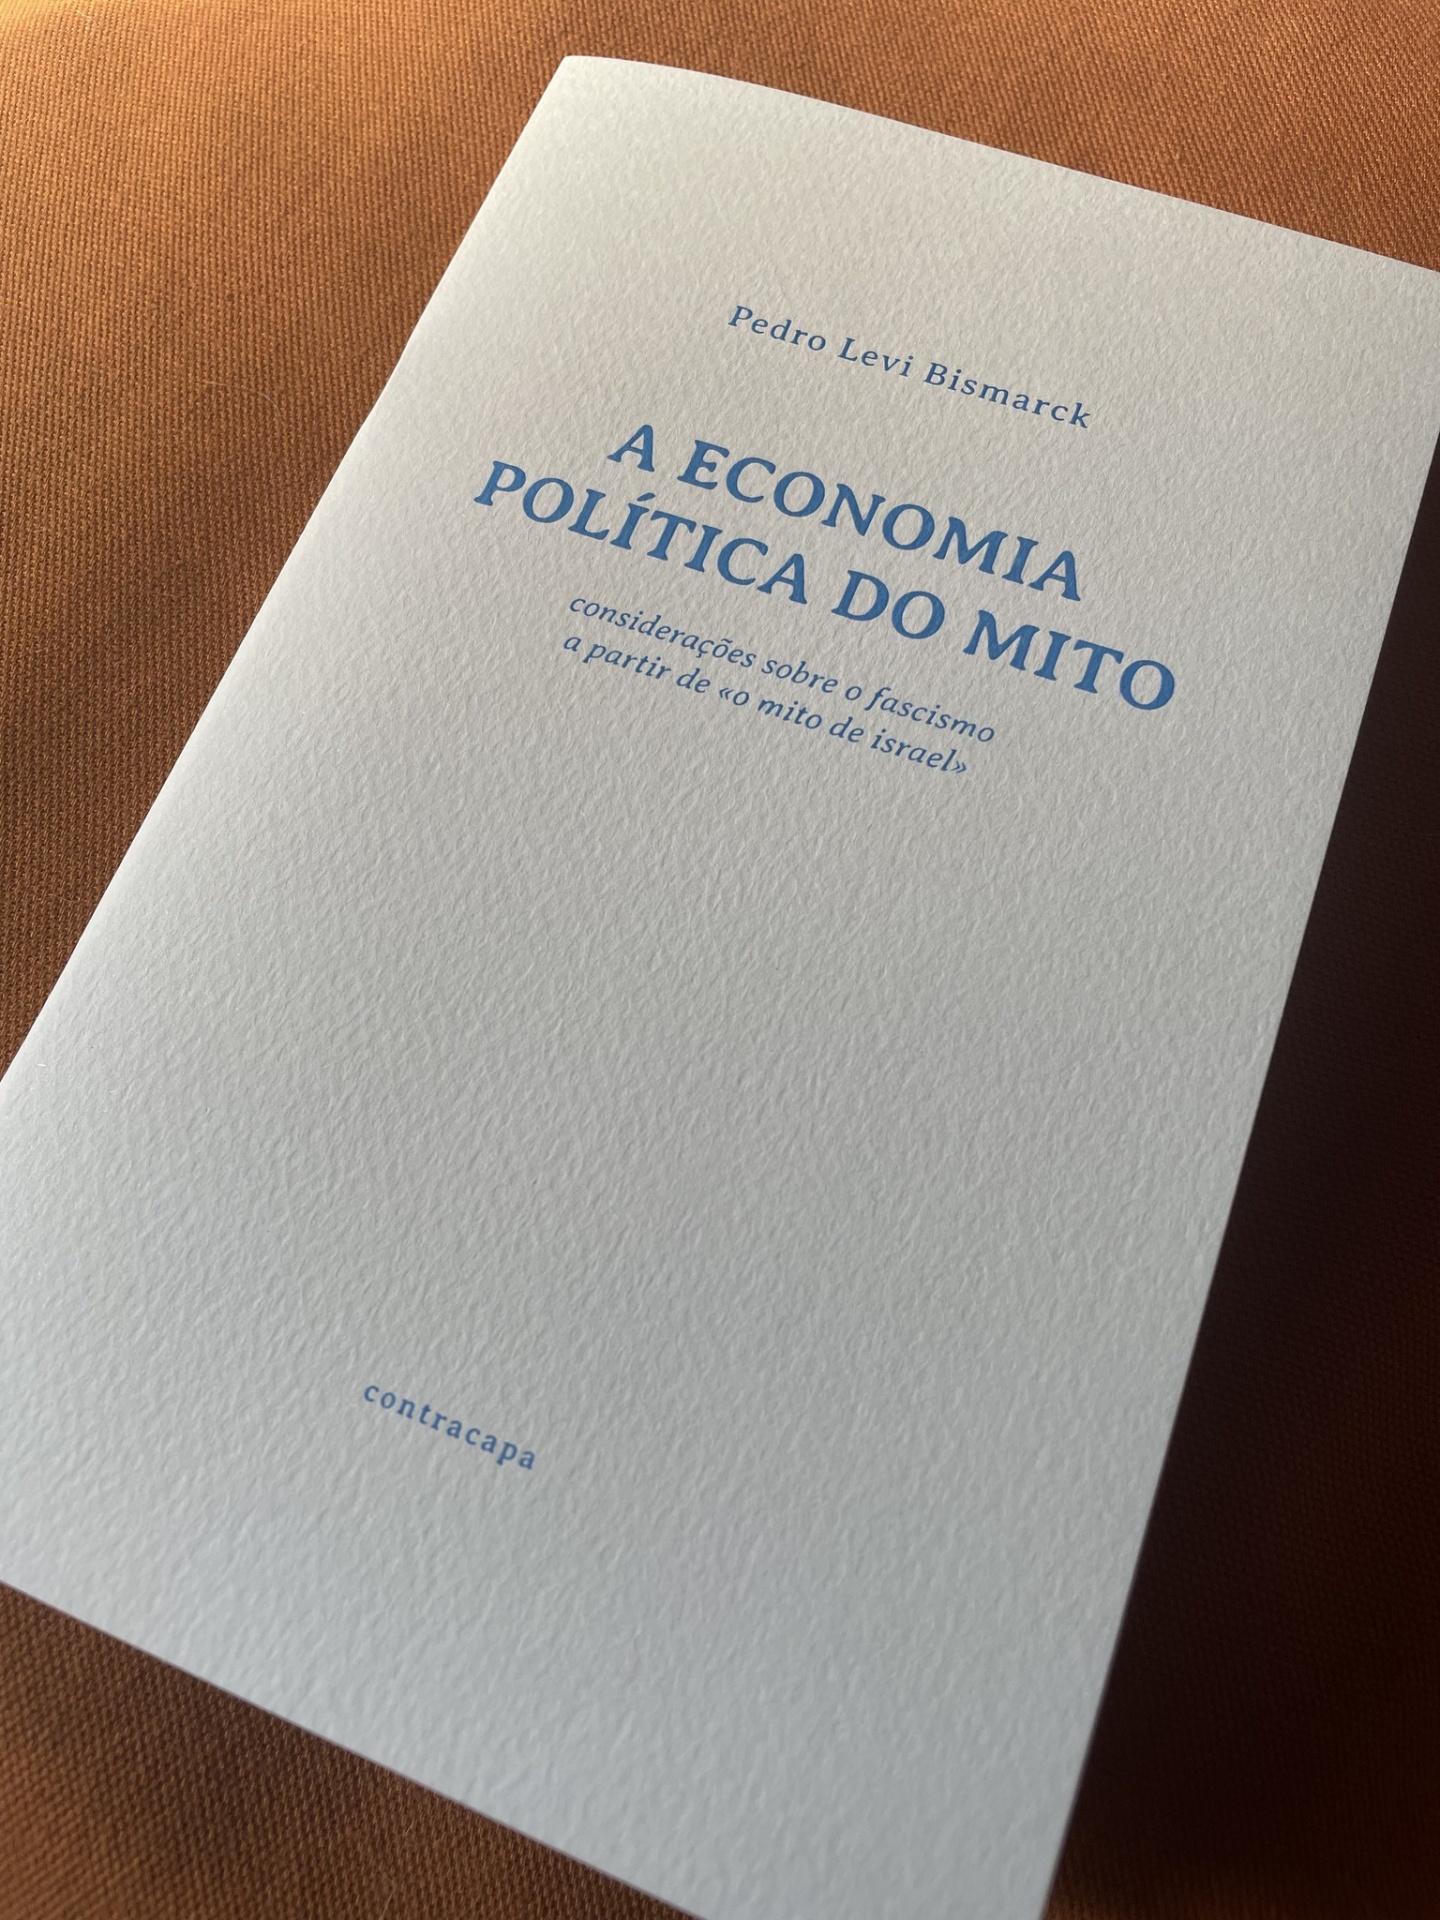 Pedro Levi Bismarck
A ECONOMIA
POLÍTICA DO MITO
considerações sobre o fascismo
a partir de «o mito de israel»
contracapa